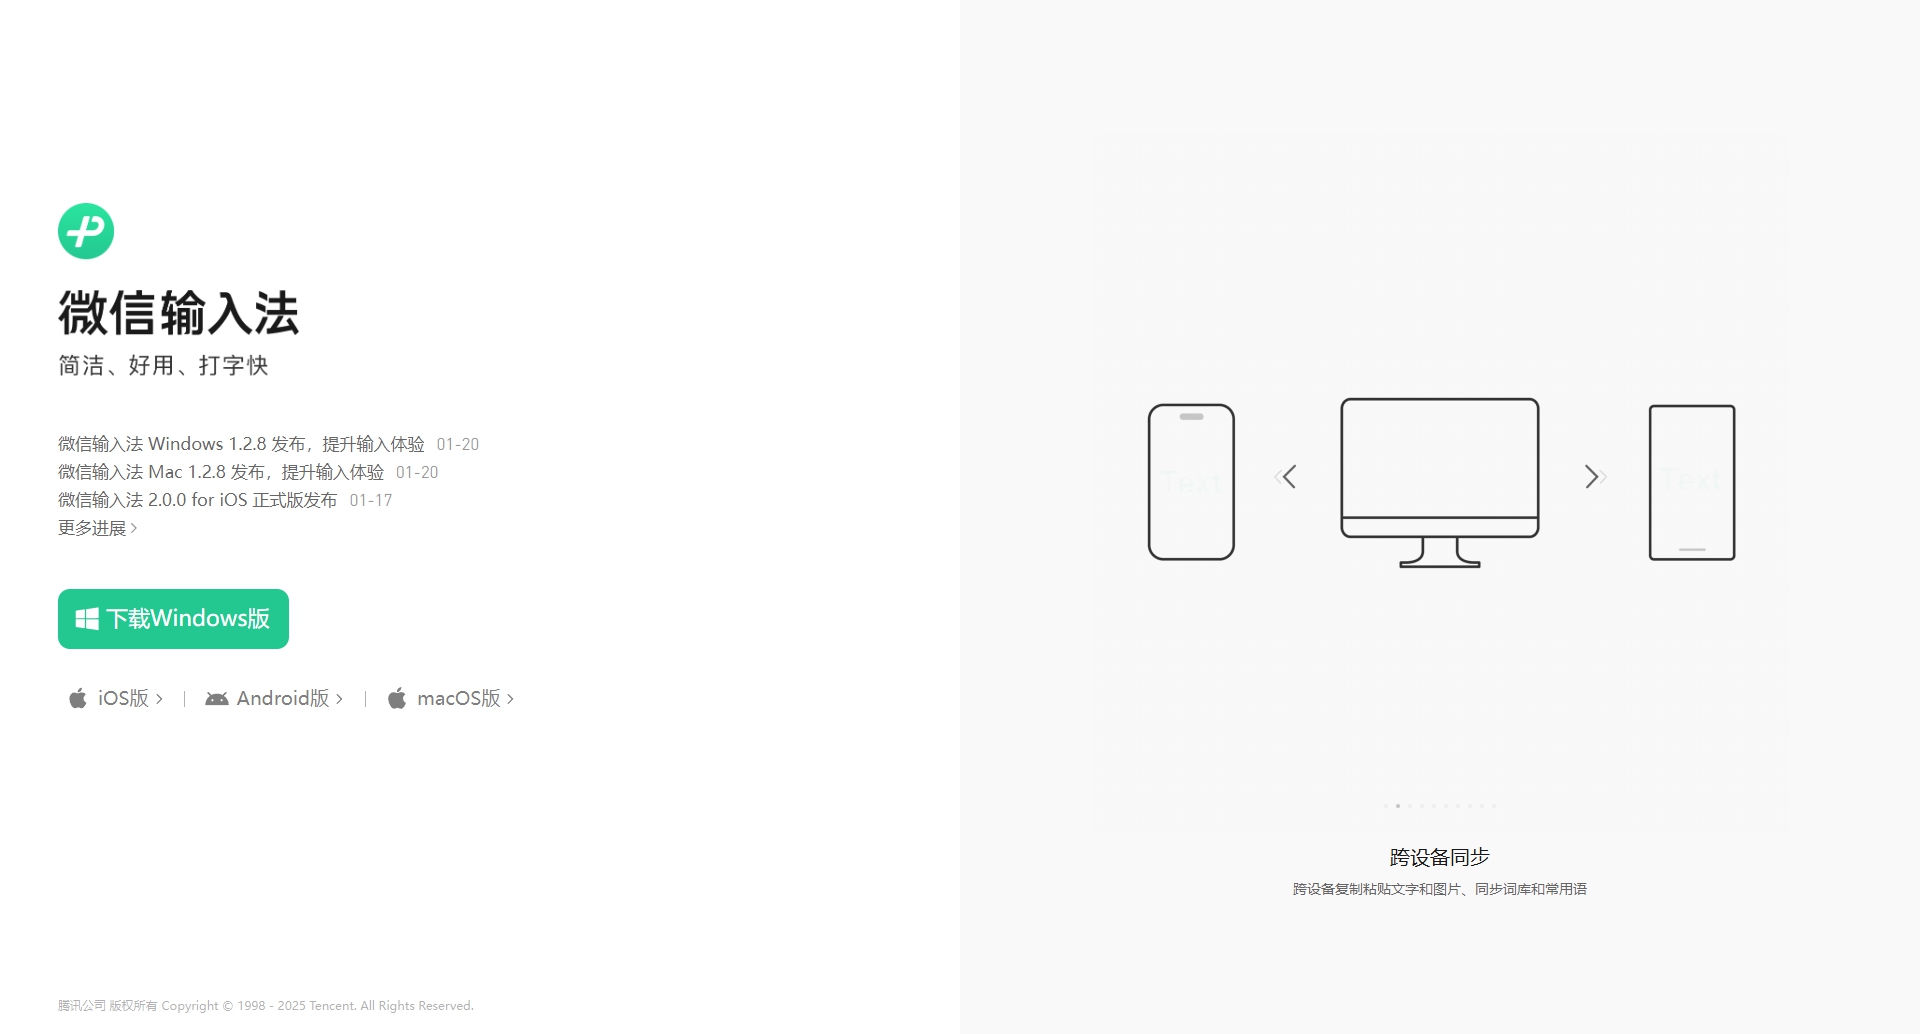 微信输入法
简洁、好用、打字快
微信输入法 Windows 1.2.8 发布，提升输入体验 01-20
微信输入法 Mac 1.2.8 发布，提升输入体验 01-20
微信输入法 2.0.0 for iOS 正式版发布 01-17
更多进展
下载Windows版
iOS版 Android版 macOS版
Text Text
跨设备同步
跨设备复制粘贴文字和图片、同步词库和常用语
腾讯公司 版权所有 Copyright © 1998 - 2025 Tencent. All Rights Reserved.